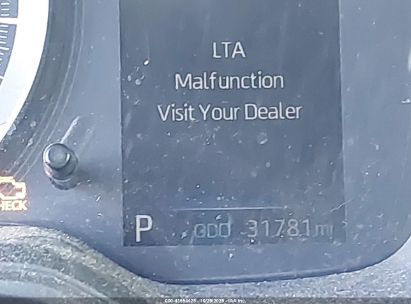 LTA
Malfunction
Visit Your Dealer
CHECK
P ODO 31781 mi